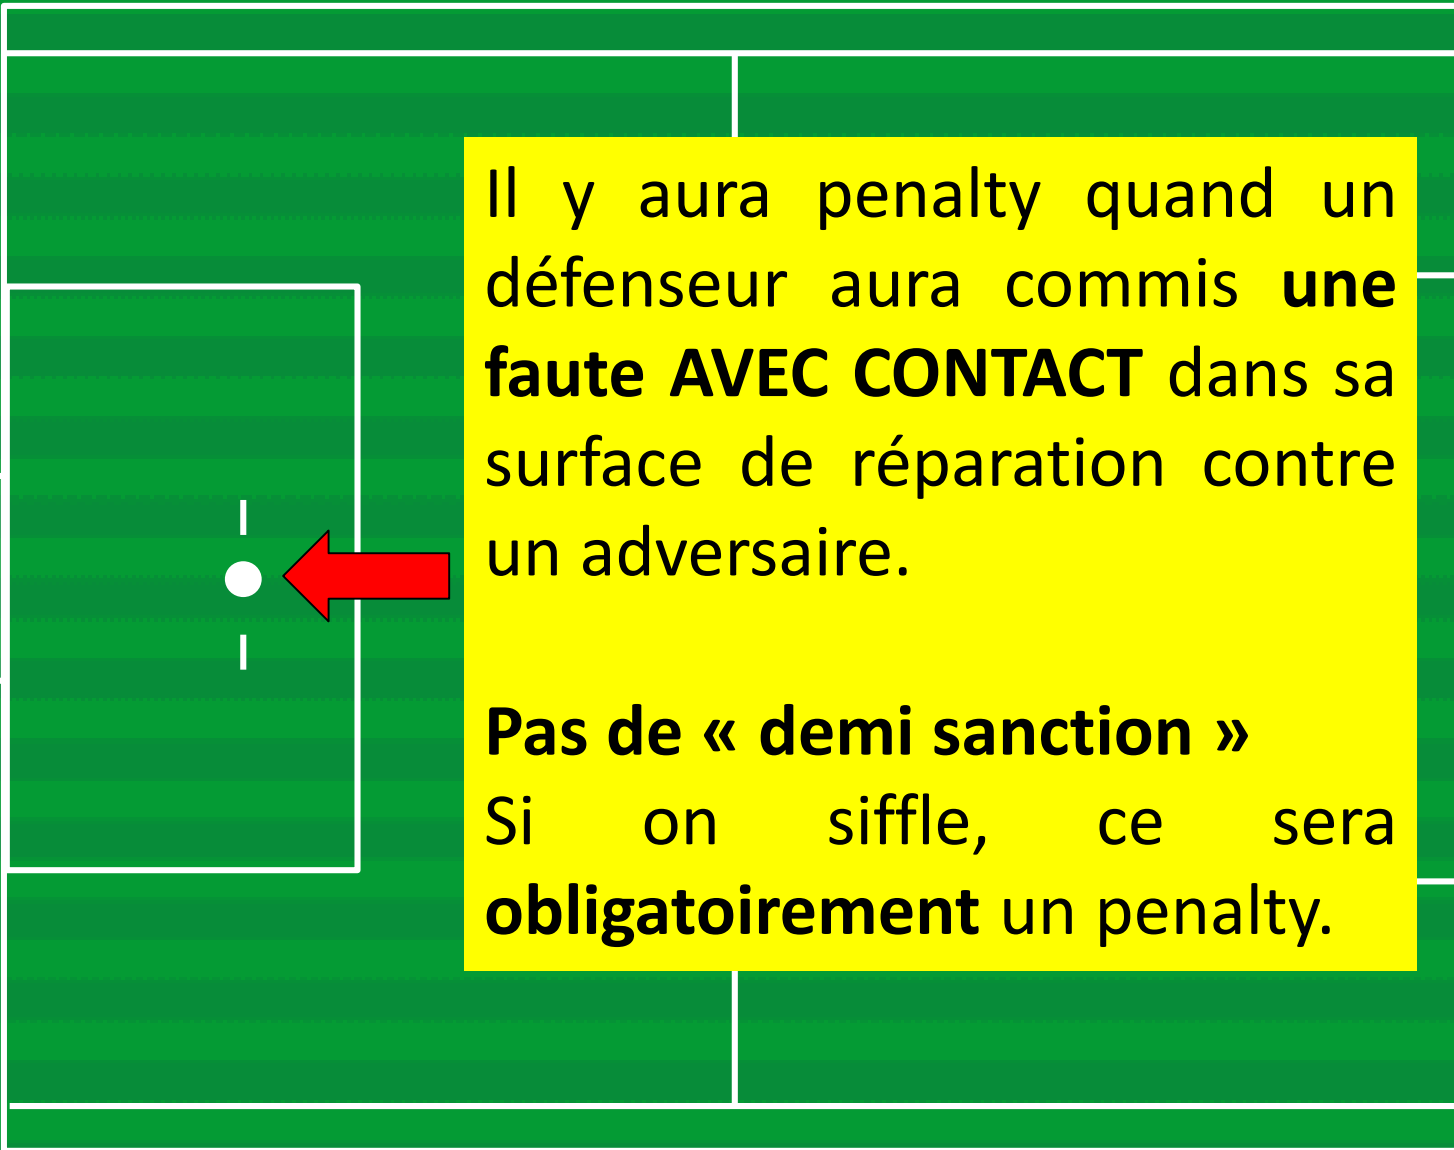 Il y aura penalty quand un
défenseur aura commis une
faute AVEC CONTACT dans sa
surface de réparation contre
un adversaire.
Pas de « demi sanction »
Si on siffle, ce sera
obligatoirement un penalty.